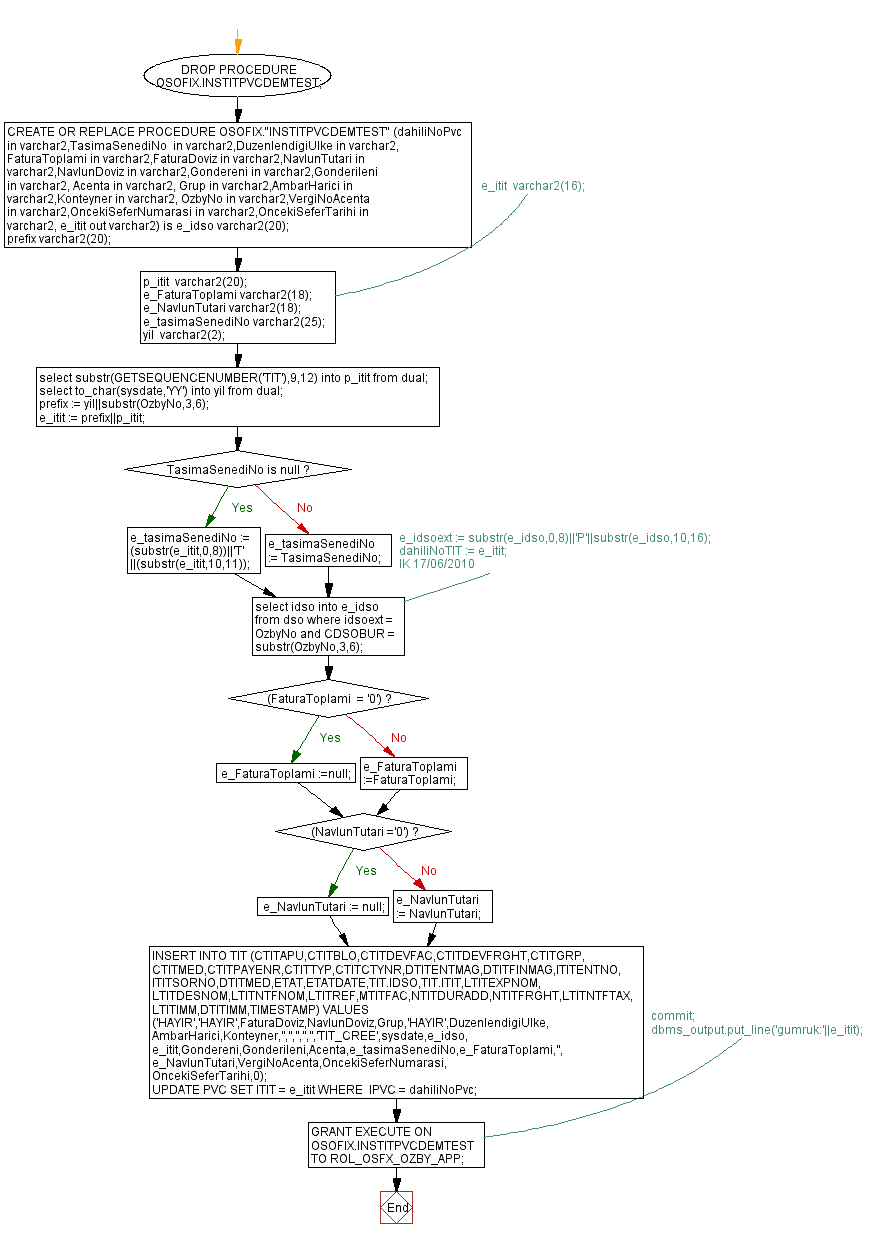 DROP PROCEDURE
OSOFIX.INSTITPVCDEMTEST;
CREATE OR REPLACE PROCEDURE OSOFIX."INSTITPVCDEMTEST" (dahiliNoPvc
in varchar2,TasimaSenediNo  in varchar2,DuzenlendigiUlke in varchar2,
FaturaToplami in varchar2,FaturaDoviz in varchar2,NavlunTutari in
varchar2,NavlunDoviz in varchar2,Gondereni in varchar2,Gonderileni
in varchar2, Acenta in varchar2, Grup in varchar2,AmbarHarici in
varchar2,Konteyner in varchar2, OzbyNo in varchar2,VergiNoAcenta
in varchar2,OncekiSeferNumarasi in varchar2,OncekiSeferTarihi in
varchar2, e_itit out varchar2) is e_idso varchar2(20);
prefix varchar2(20);
e_itit  varchar2(16);
p_itit  varchar2(20);
e_FaturaToplami varchar2(18);
e_NavlunTutari varchar2(18);
e_tasimaSenediNo varchar2(25);
yil  varchar2(2);
select substr(GETSEQUENCENUMBER('TIT'),9,12) into p_itit from dual;
select to_char(sysdate,'YY') into yil from dual;
prefix := yil||substr(OzbyNo,3,6);
e_itit := prefix||p_itit;
TasimaSenediNo is null ?
Yes
No
e_tasimaSenediNo :=
(substr(e_itit,0,8))||'T'
||(substr(e_itit,10,11));
e_tasimaSenediNo
:= TasimaSenediNo;
e_idsoext := substr(e_idso,0,8)||'P'||substr(e_idso,10,16);
dahiliNoTIT := e_itit;
IK 17/06/2010
select idso into e_idso
from dso where idsoext =
OzbyNo and CDSOBUR =
substr(OzbyNo,3,6);
(FaturaToplami  = '0') ?
Yes
No
e_FaturaToplami :=null;
e_FaturaToplami
:=FaturaToplami;
(NavlunTutari ='0') ?
Yes
No
e_NavlunTutari := null;
e_NavlunTutari
:= NavlunTutari;
INSERT INTO TIT (CTITAPU,CTITBLO,CTITDEVFAC,CTITDEVFRGHT,CTITGRP,
CTITMED,CTITPAYENR,CTITTYP,CTITCTYNR,DTITENTMAG,DTITFINMAG,ITITENTNO,
ITITSORNO,DTITMED,ETAT,ETATDATE,TIT.IDSO,TIT.ITIT,LTITEXPNOM,
LTITDESNOM,LTITNTFNOM,LTITREF,MTITFAC,NTITDURADD,NTITFRGHT,LTITNTFTAX,
LTITIMM,DTITIMM,TIMESTAMP) VALUES
('HAYIR','HAYIR',FaturaDoviz,NavlunDoviz,Grup,'HAYIR',DuzenlendigiUlke,
AmbarHarici,Konteyner,'','','','','','TIT_CREE',sysdate,e_idso,
e_itit,Gondereni,Gonderileni,Acenta,e_tasimaSenediNo,e_FaturaToplami,'',
e_NavlunTutari,VergiNoAcenta,OncekiSeferNumarasi,
OncekiSeferTarihi,0);
UPDATE PVC SET ITIT = e_itit WHERE  IPVC = dahiliNoPvc;
commit;
dbms_output.put_line('gumruk:'||e_itit);
GRANT EXECUTE ON
OSOFIX.INSTITPVCDEMTEST
TO ROL_OSFX_OZBY_APP;
End